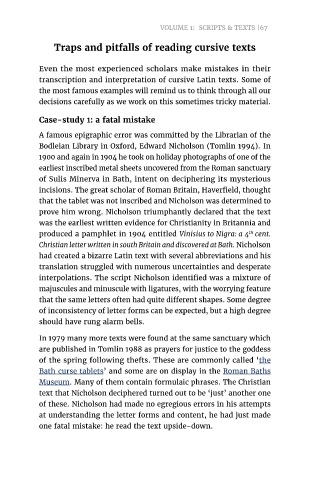 VOLUME 1: SCRIPTS & TEXTS |67
Traps and pitfalls of reading cursive texts
Even the most experienced scholars make mistakes in their
transcription and interpretation of cursive Latin texts. Some of
the most famous examples will remind us to think through all our
decisions carefully as we work on this sometimes tricky material.
Case-study 1: a fatal mistake
A famous epigraphic error was committed by the Librarian of the
Bodleian Library in Oxford, Edward Nicholson (Tomlin 1994). In
1900 and again in 1904 he took on holiday photographs of one of the
earliest inscribed metal sheets uncovered from the Roman sanctuary
of Sulis Minerva in Bath, intent on deciphering its mysterious
incisions. The great scholar of Roman Britain, Haverfield, thought
that the tablet was not inscribed and Nicholson was determined to
prove him wrong. Nicholson triumphantly declared that the text
was the earliest written evidence for Christianity in Britannia and
produced a pamphlet in 1904 entitled Vinisius to Nigra: a 4th cent.
Christian letter written in south Britain and discovered at Bath. Nicholson
had created a bizarre Latin text with several abbreviations and his
translation struggled with numerous uncertainties and desperate
interpolations. The script Nicholson identified was a mixture of
majuscules and minuscule with ligatures, with the worrying feature
that the same letters often had quite different shapes. Some degree
of inconsistency of letter forms can be expected, but a high degree
should have rung alarm bells.
In 1979 many more texts were found at the same sanctuary which
are published in Tomlin 1988 as prayers for justice to the goddess
of the spring following thefts. These are commonly called ‘the
Bath curse tablets’ and some are on display in the Roman Baths
Museum. Many of them contain formulaic phrases. The Christian
text that Nicholson deciphered turned out to be ‘just’ another one
of these. Nicholson had made no egregious errors in his attempts
at understanding the letter forms and content, he had just made
one fatal mistake: he read the text upside-down.